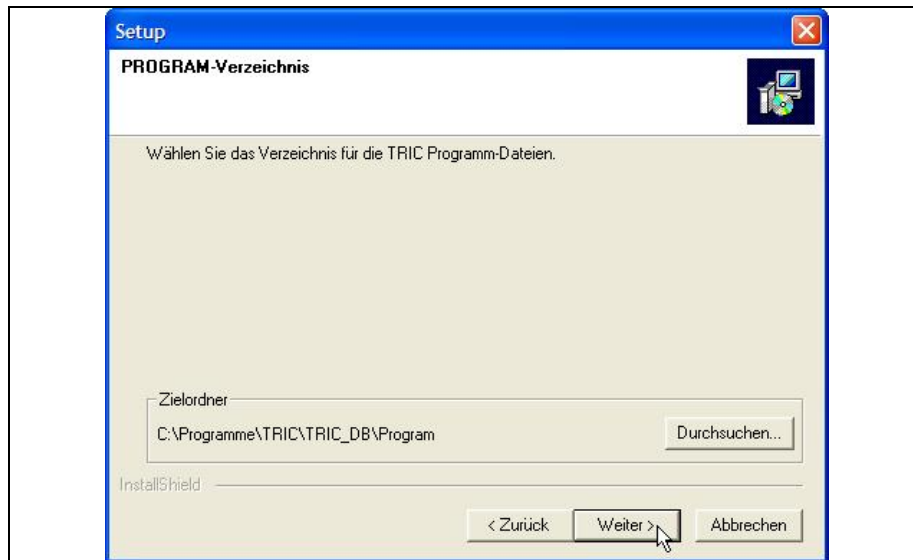 Setup
PROGRAM-Verzeichnis
Wählen Sie das Verzeichnis für die TRIC Programm-Dateien.
Zielordner
C:\Programme\TRIC\TRIC_DB\Program
Durchsuchen...
InstallShield
< Zurück
Weiter >
Abbrechen